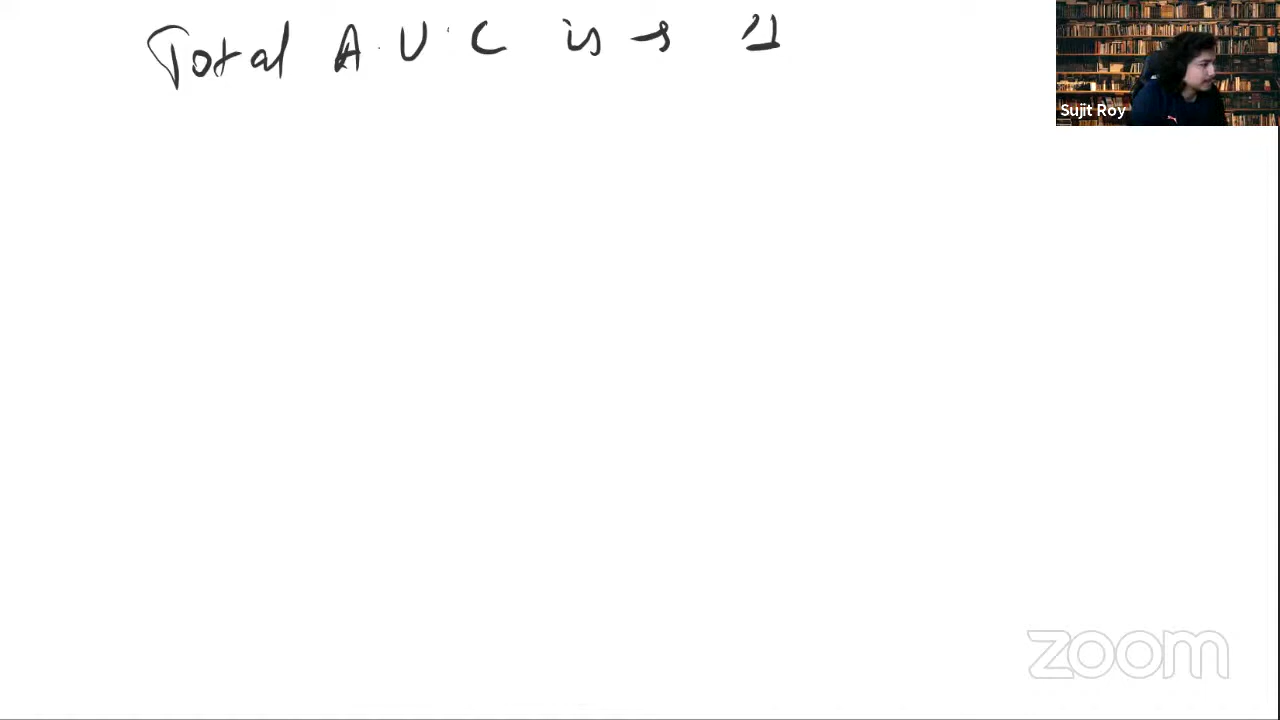 Total A.U.C is → 1
Sujit Roy
zoom